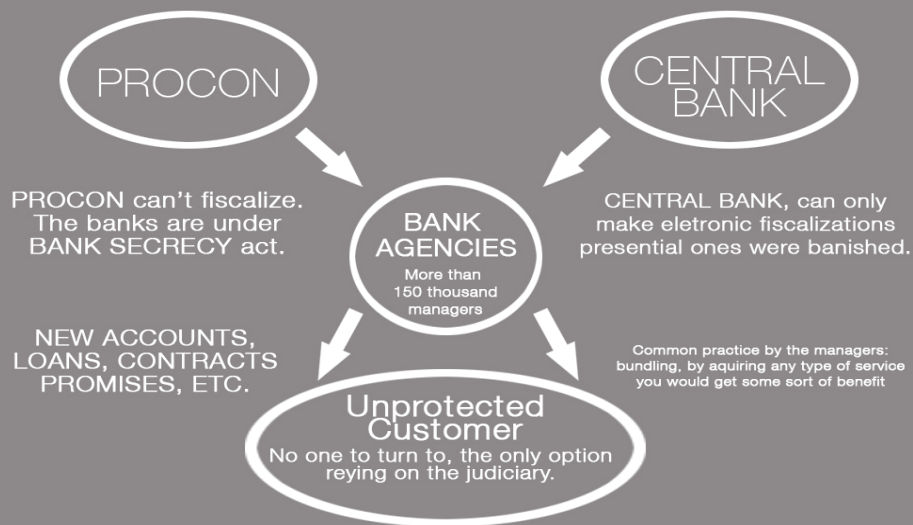 PROCON
CENTRAL
BANK
PROCON can't fiscalize.
The banks are under
BANK SECRECY act.
BANK
AGENCIES
More than
150 thousand
managers
CENTRAL BANK, can only
make eletronic fiscalizations
presential ones were banished.
NEW ACCOUNTS,
LOANS, CONTRACTS
PROMISES, ETC.
Common practice by the managers:
bundling, by aquiring any type of service
you would get some sort of benefit
Unprotected
Customer
No one to turn to, the only option
reying on the judiciary.